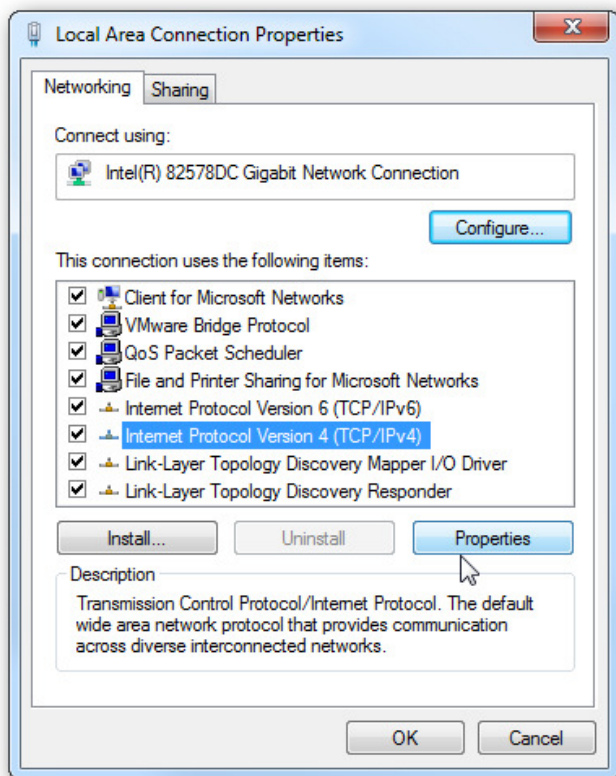 Local Area Connection Properties
Networking
Sharing
Connect using:
Intel(R) 82578DC Gigabit Network Connection
Configure...
This connection uses the following items:
Client for Microsoft Networks
VMware Bridge Protocol
QoS Packet Scheduler
File and Printer Sharing for Microsoft Networks
Internet Protocol Version 6 (TCP/IPv6)
Internet Protocol Version 4 (TCP/IPv4)
Link-Layer Topology Discovery Mapper I/O Driver
Link-Layer Topology Discovery Responder
Install...
Uninstall
Properties
Description
Transmission Control Protocol/Internet Protocol. The default
wide area network protocol that provides communication
across diverse interconnected networks.
OK
Cancel